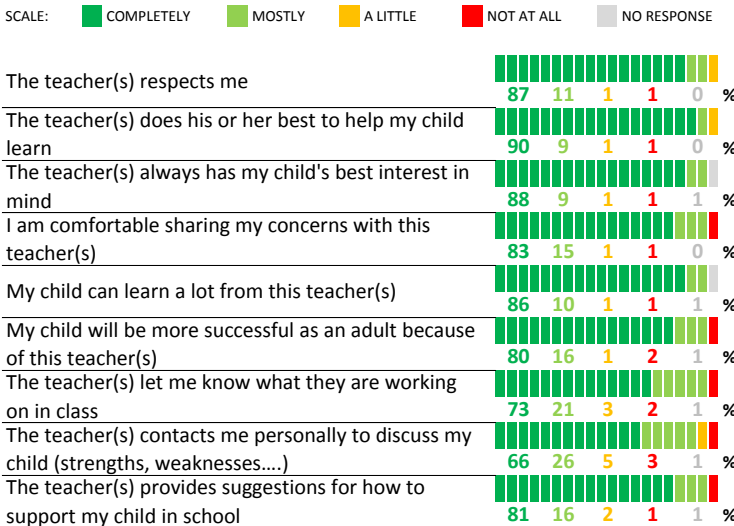 SCALE: COMPLETELY MOSTLY A LITTLE NOT AT ALL NO RESPONSE
The teacher(s) respects me
87 11 1 1 0 %
The teacher(s) does his or her best to help my child
learn
90 9 1 1 0 %
The teacher(s) always has my child's best interest in
mind
88 9 1 1 1 %
I am comfortable sharing my concerns with this
teacher(s)
83 15 1 1 0 %
My child can learn a lot from this teacher(s)
86 10 1 1 1 %
My child will be more successful as an adult because
of this teacher(s)
80 16 1 2 1 %
The teacher(s) let me know what they are working
on in class
73 21 3 2 1 %
The teacher(s) contacts me personally to discuss my
child (strengths, weaknesses....)
66 26 5 3 1 %
The teacher(s) provides suggestions for how to
support my child in school
81 16 2 1 1 %